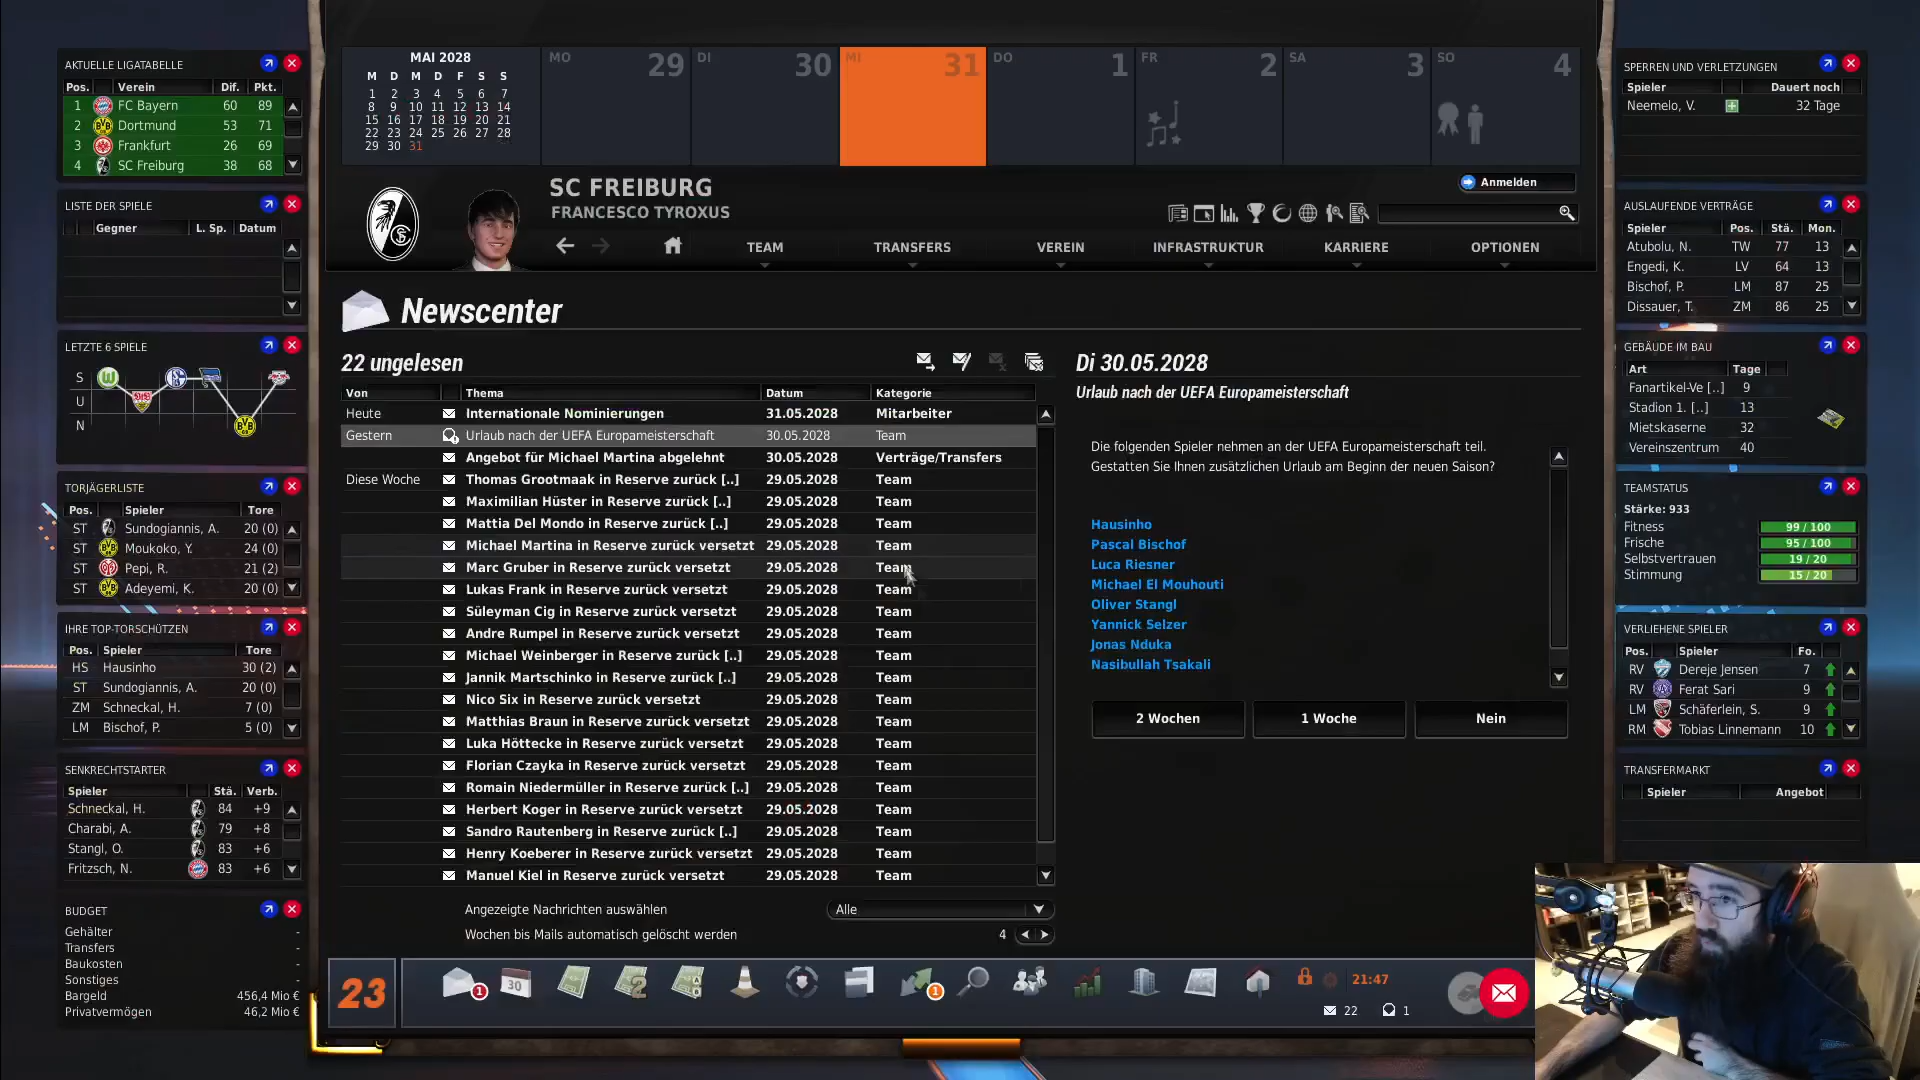 AKTUELLE LIGATABELLE
Pos. Verein Dif. Pkt.
1 FC Bayern 60 89
2 Dortmund 53 71
3 Frankfurt 26 69
4 SC Freiburg 38 68
LISTE DER SPIELE
Gegner L. Sp. Datum
LETZTE 6 SPIELE
S
U
N
TORJÄGERLISTE
Pos. Spieler Tore
ST Sundogiannis, A. 20 (0)
ST Moukoko, Y. 24 (0)
ST Pepi, R. 21 (2)
ST Adeyemi, K. 20 (0)
IHRE TOP-TORSCHÜTZEN
Pos. Spieler Tore
HS Hausinho 30 (2)
ST Sundogiannis, A. 20 (0)
ZM Schneckal, H. 7 (0)
LM Bischof, P. 5 (0)
SENKRECHTSTARTER
Spieler Stä. Verb.
Schneckal, H. 84 +9
Charabi, A. 79 +8
Stangl, O. 83 +6
Fritzsch, N. 83 +6
BUDGET
Gehälter -
Transfers -
Baukosten -
Sonstiges -
Bargeld 456,4 Mio €
Privatvermögen 46,2 Mio €
MAI 2028
M D M D F S S
1 2 3 4 5 6 7
8 9 10 11 12 13 14
15 16 17 18 19 20 21
22 23 24 25 26 27 28
29 30 31
MO 29 DI 30 MI 31 DO 1 FR 2 SA 3 SO 4
SC FREIBURG
FRANCESCO TYROXUS
Anmelden
TEAM TRANSFERS VEREIN INFRASTRUKTUR KARRIERE OPTIONEN
Newscenter
22 ungelesen
Von Thema Datum Kategorie
Heute Internationale Nominierungen 31.05.2028 Mitarbeiter
Gestern Urlaub nach der UEFA Europameisterschaft 30.05.2028 Team
Angebot für Michael Martina abgelehnt 30.05.2028 Verträge/Transfers
Diese Woche Thomas Grootmaak in Reserve zurück [..] 29.05.2028 Team
Maximilian Hüster in Reserve zurück [..] 29.05.2028 Team
Mattia Del Mondo in Reserve zurück [..] 29.05.2028 Team
Michael Martina in Reserve zurück versetzt 29.05.2028 Team
Marc Gruber in Reserve zurück versetzt 29.05.2028 Team
Lukas Frank in Reserve zurück versetzt 29.05.2028 Team
Süleyman Cig in Reserve zurück versetzt 29.05.2028 Team
Andre Rumpel in Reserve zurück versetzt 29.05.2028 Team
Michael Weinberger in Reserve zurück [..] 29.05.2028 Team
Jannik Martschinko in Reserve zurück [..] 29.05.2028 Team
Nico Six in Reserve zurück versetzt 29.05.2028 Team
Matthias Braun in Reserve zurück versetzt 29.05.2028 Team
Luka Höttecke in Reserve zurück versetzt 29.05.2028 Team
Florian Czayka in Reserve zurück versetzt 29.05.2028 Team
Romain Niedermüller in Reserve zurück [..] 29.05.2028 Team
Herbert Koger in Reserve zurück versetzt 29.05.2028 Team
Sandro Rautenberg in Reserve zurück [..] 29.05.2028 Team
Henry Koeberer in Reserve zurück versetzt 29.05.2028 Team
Manuel Kiel in Reserve zurück versetzt 29.05.2028 Team
Angezeigte Nachrichten auswählen Alle
Wochen bis Mails automatisch gelöscht werden 4
Di 30.05.2028
Urlaub nach der UEFA Europameisterschaft
Die folgenden Spieler nehmen an der UEFA Europameisterschaft teil.
Gestatten Sie Ihnen zusätzlichen Urlaub am Beginn der neuen Saison?
Hausinho
Pascal Bischof
Luca Riesner
Michael El Mouhouti
Oliver Stangl
Yannick Selzer
Jonas Nduka
Nasibullah Tsakali
2 Wochen 1 Woche Nein
23
1
30
2
1
21:47
22 1
SPERREN UND VERLETZUNGEN
Spieler Dauert noch
Neemelo, V. 32 Tage
AUSLAUFENDE VERTRÄGE
Spieler Pos. Stä. Mon.
Atubolu, N. TW 77 13
Engedi, K. LV 64 13
Bischof, P. LM 87 25
Dissauer, T. ZM 86 25
GEBÄUDE IM BAU
Art Tage
Fanartikel-Ve [..] 9
Stadion 1. [..] 13
Mietskaserne 32
Vereinszentrum 40
TEAMSTATUS
Stärke: 933
Fitness 99 / 100
Frische 95 / 100
Selbstvertrauen 19 / 20
Stimmung 15 / 20
VERLIEHENE SPIELER
Pos. Spieler Fo.
RV Dereje Jensen 7
RV Ferat Sari 9
LM Schäferlein, S. 9
RM Tobias Linnemann 10
TRANSFERMARKT
Spieler Angebot